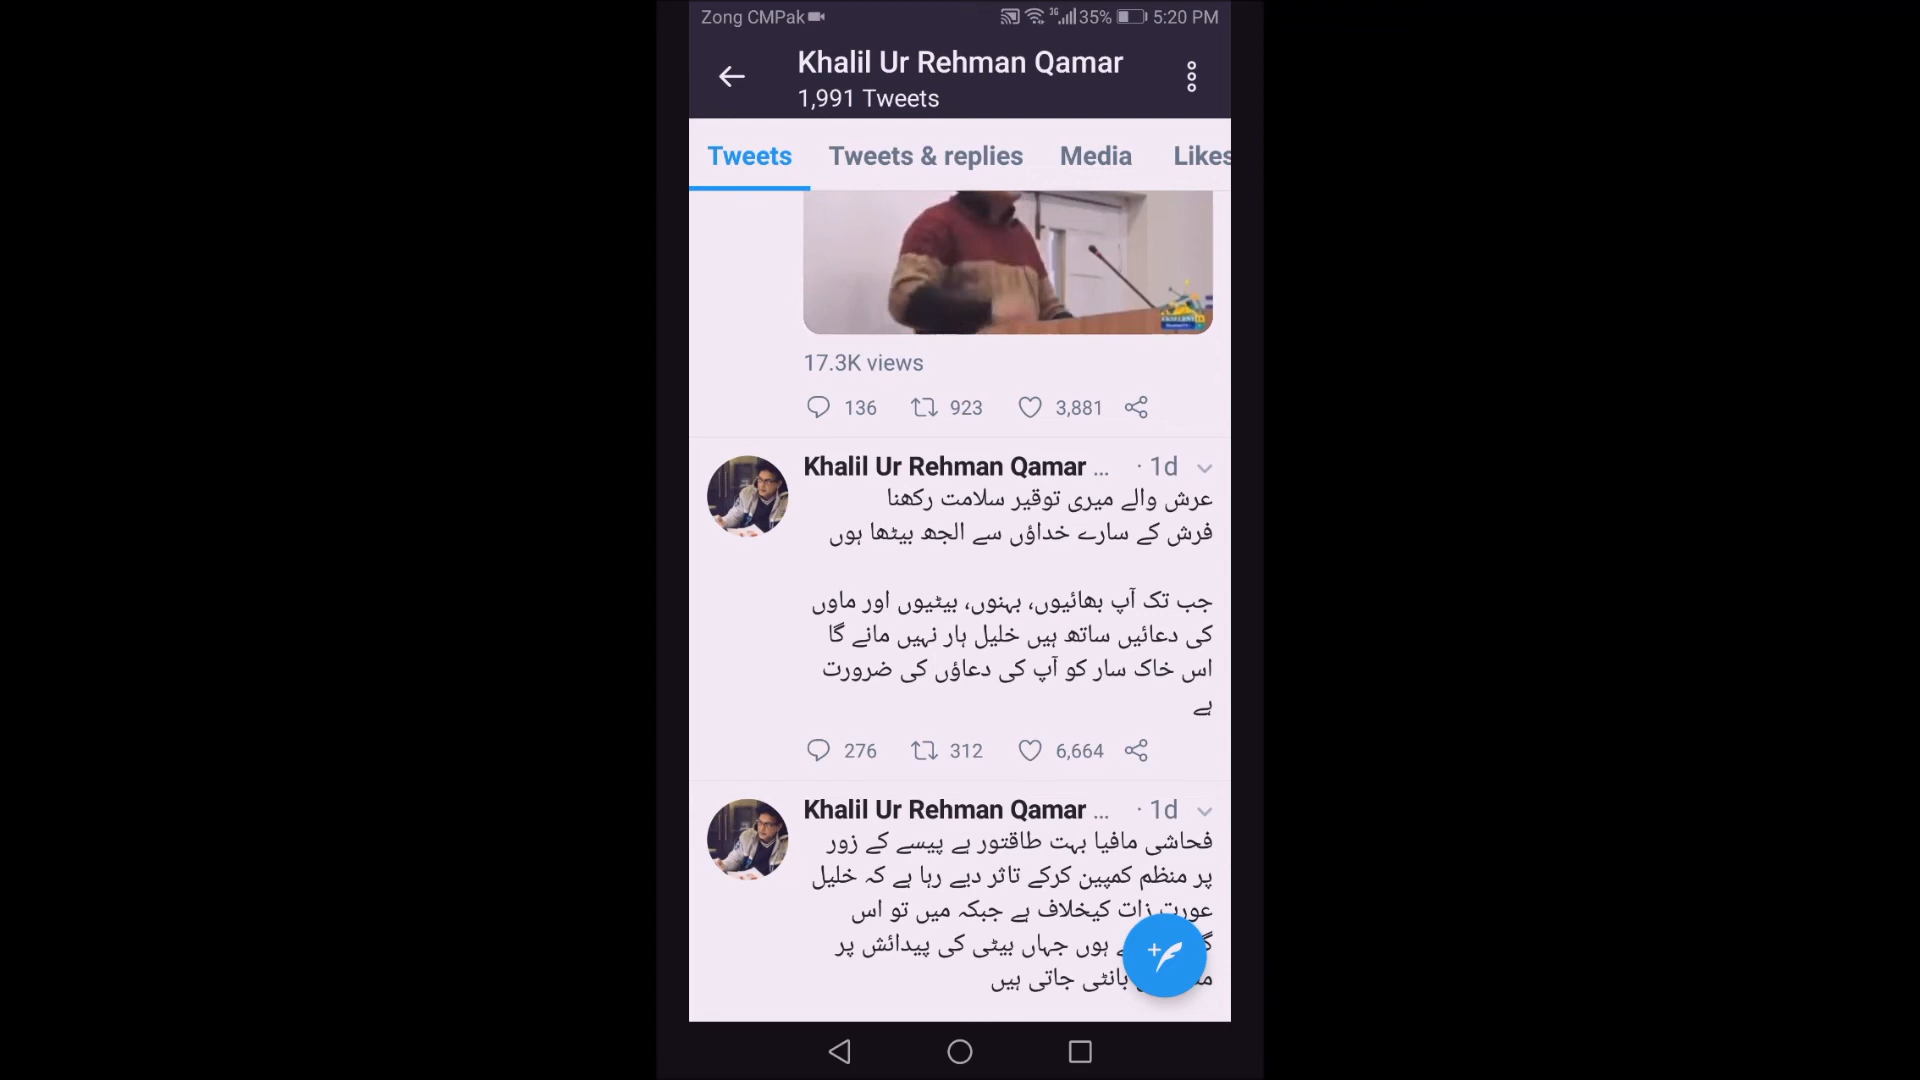 Zong CMPak
3G
35%
5:20 PM
Khalil Ur Rehman Qamar
1,991 Tweets
Tweets
Tweets & replies
Media
Likes
17.3K views
136
923
3,881
Khalil Ur Rehman Qamar ... · 1d
عرش والے میری توقیر سلامت رکھنا
فرش کے سارے خداؤں سے الجھ بیٹھا ہوں
جب تک آپ بھائیوں، بہنوں، بیٹیوں اور ماوں
کی دعائیں ساتھ ہیں خلیل ہار نہیں مانے گا
اس خاک سار کو آپ کی دعاؤں کی ضرورت
ہے
276
312
6,664
Khalil Ur Rehman Qamar ... · 1d
فحاشی مافیا بہت طاقتور ہے پیسے کے زور
پر منظم کمپین کرکے تاثر دیے رہا ہے کہ خلیل
عورت زات کیخلاف ہے جبکہ میں تو اس
ہوں جہاں بیٹی کی پیدائش پر
بانٹی جاتی ہیں